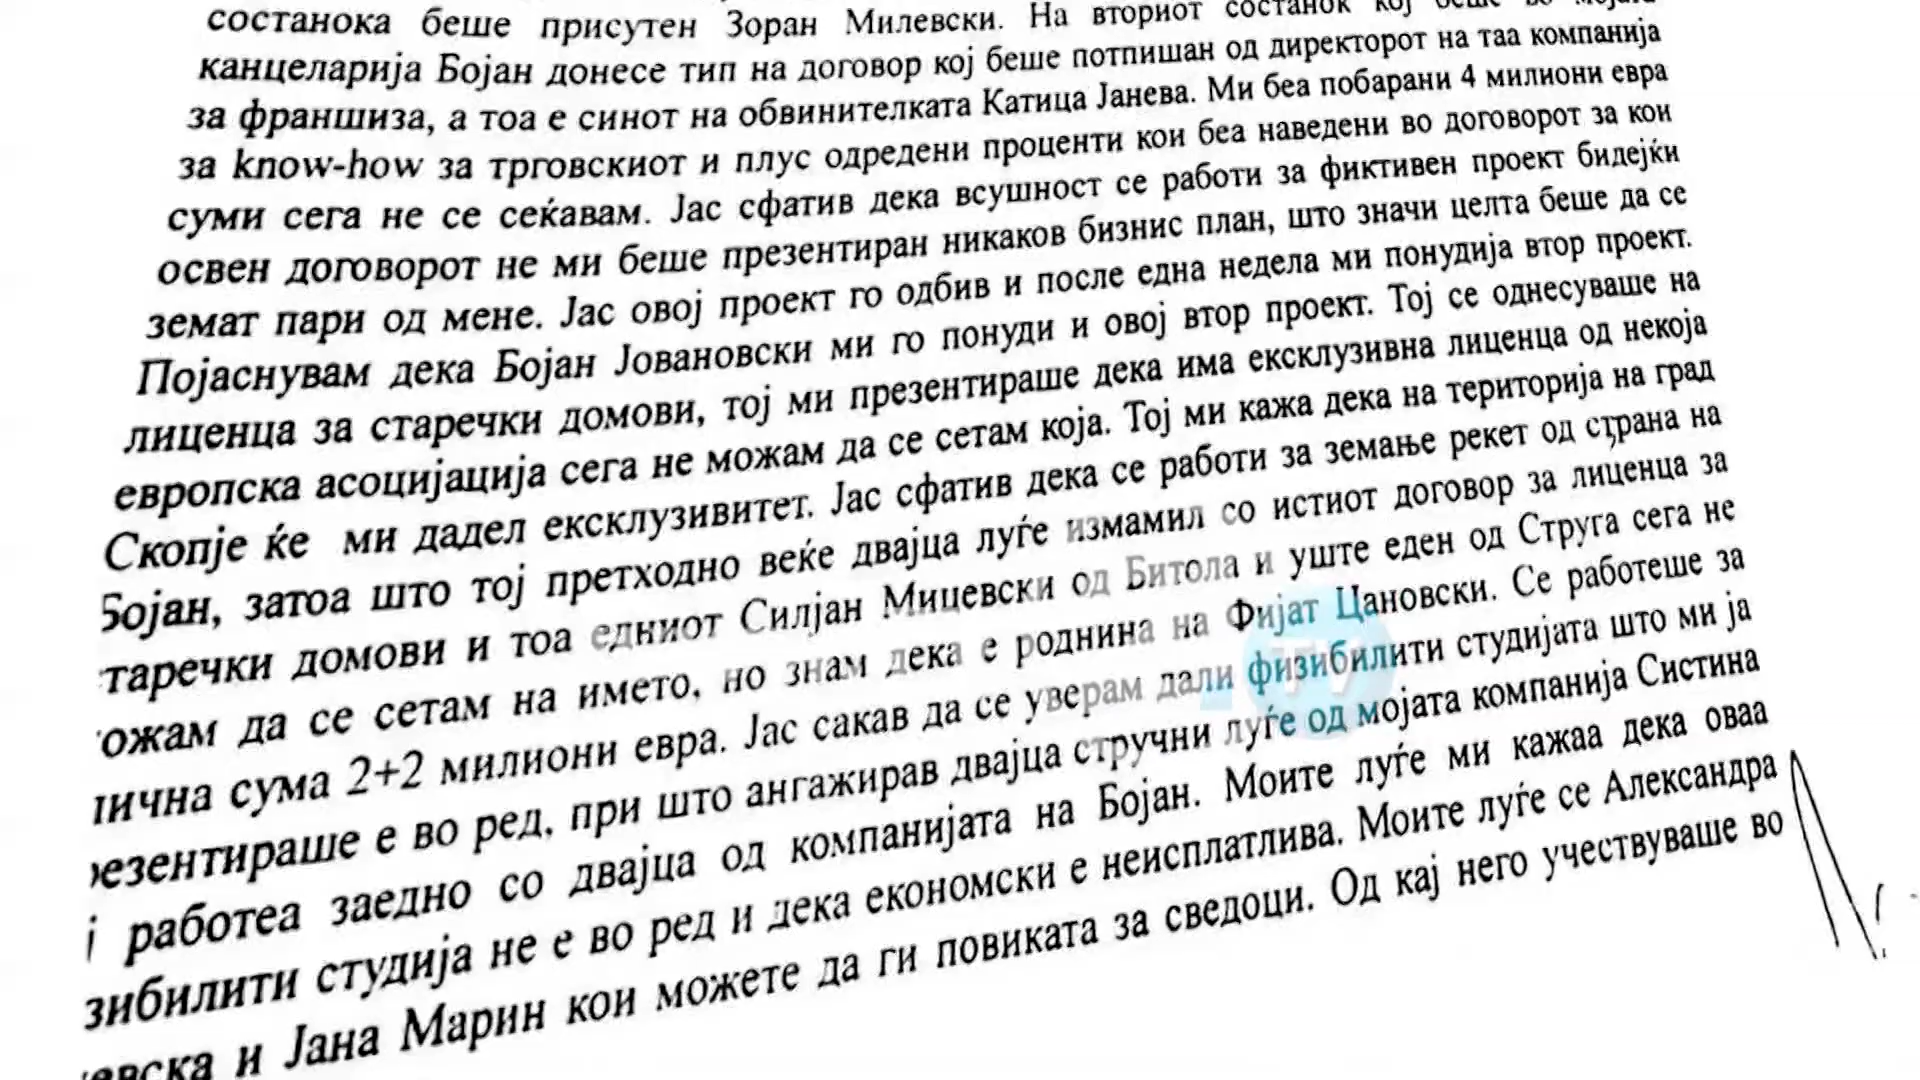 состанока беше присутен Зоран Милевски. На вториот состанок кој беше во мојата
канцеларија Бојан донесе тип на договор кој беше потпишан од директорот на таа компанија
за франшиза, а тоа е синот на обвинителката Катица Јанева. Ми беа побарани 4 милиони евра
за know-how за трговскиот и плус одредени проценти кои беа наведени во договорот за кои
суми сега не се сеќавам. Јас сфатив дека всушност се работи за фиктивен проект бидејќи
освен договорот не ми беше презентиран никаков бизнис план, што значи целта беше да се
земат пари од мене. Јас овој проект го одбив и после една недела ми понудија втор проект.
Појаснувам дека Бојан Јовановски ми го понуди и овој втор проект. Тој се однесуваше на
лиценца за старечки домови, тој ми презентираше дека има ексклузивна лиценца од некоја
европска асоцијација сега не можам да се сетам која. Тој ми кажа дека на територија на град
Скопје ќе ми дадел ексклузивитет. Јас сфатив дека се работи за земање рекет од страна на
Бојан, затоа што тој претходно веќе двајца луѓе измамил со истиот договор за лиценца за
таречки домови и тоа едниот Силјан Мицевски од Битола и уште еден од Струга сега не
ожам да се сетам на името, но знам дека е роднина на Фијат Цановски. Се работеше за
лична сума 2+2 милиони евра. Јас сакав да се уверам дали физибилити студијата што ми ја
резентираше е во ред, при што ангажирав двајца стручни луѓе од мојата компанија Систина
і работеа заедно со двајца од компанијата на Бојан. Моите луѓе ми кажаа дека оваа
зибилити студија не е во ред и дека економски е неисплатлива. Моите луѓе се Александра
евска и Јана Марин кои можете да ги повиката за сведоци. Од кај него учествуваше во